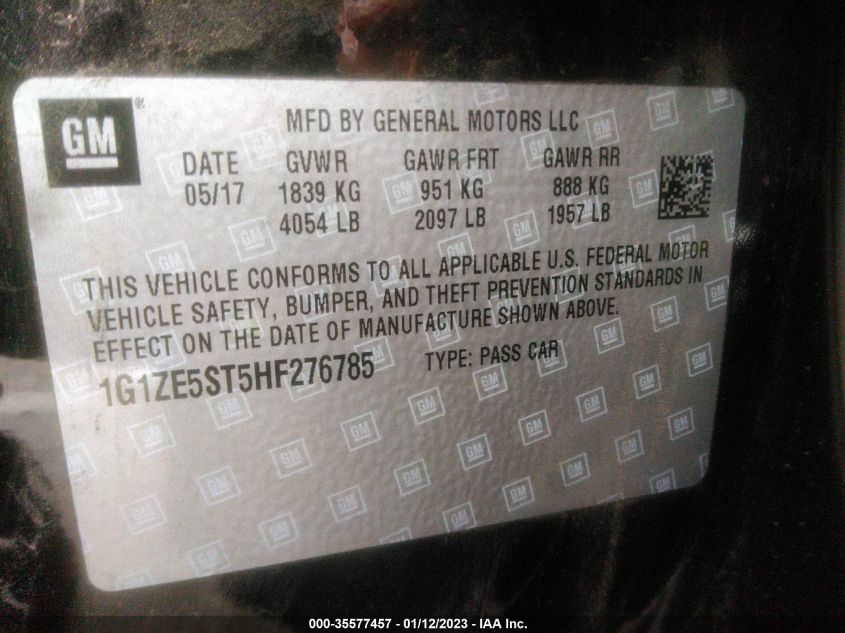 GM
MFD BY GENERAL MOTORS LLC
DATE GVWR GAWR FRT GAWR RR
05/17 1839 KG 951 KG 888 KG
4054 LB 2097 LB 1957 LB
THIS VEHICLE CONFORMS TO ALL APPLICABLE U.S. FEDERAL MOTOR
VEHICLE SAFETY, BUMPER, AND THEFT PREVENTION STANDARDS IN
EFFECT ON THE DATE OF MANUFACTURE SHOWN ABOVE.
1G1ZE5ST5HF276785 TYPE: PASS CAR
000-35577457 - 01/12/2023 - IAA Inc.